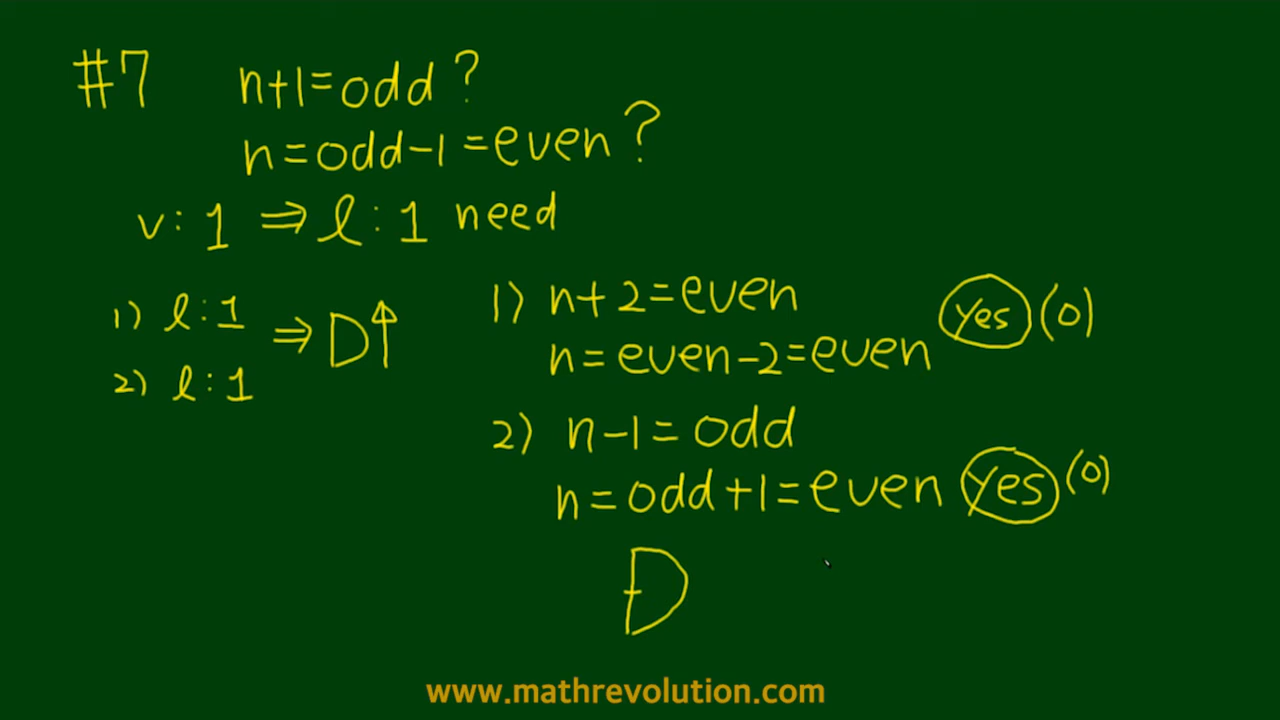 #7 n+1=odd?
n=odd-1=even?
v:1 ⇒ l:1 need
1) l:1 ⇒ D↑
2) l:1
1) n+2=even yes (0)
n=even-2=even
2) n-1=odd
n=odd+1=even yes (0)
D
www.mathrevolution.com